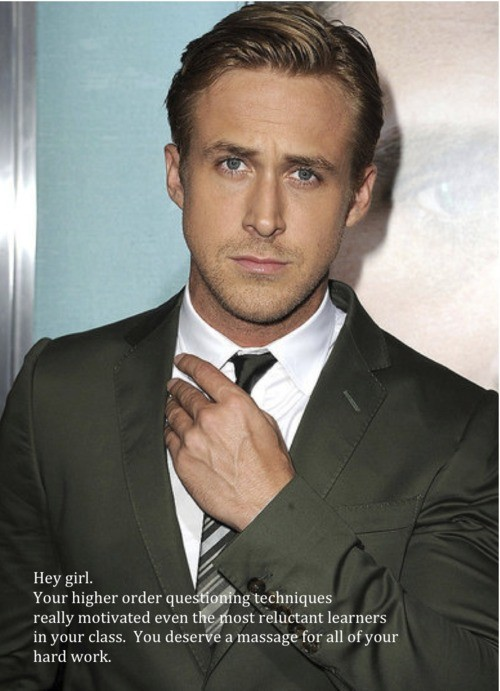 Hey girl.
Your higher order questioning techniques
really motivated even the most reluctant learners
in your class.  You deserve a massage for all of your
hard work.